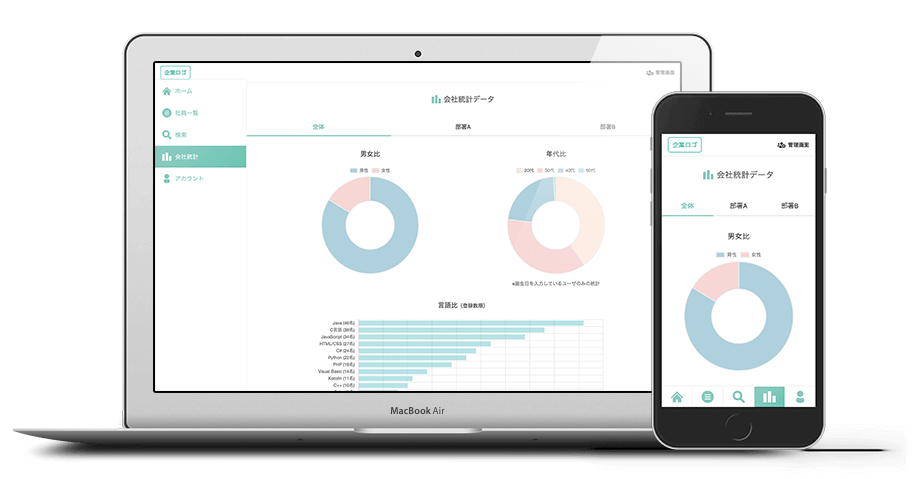 企業ロゴ
管理画面
ホーム
社員一覧
検索
会社統計
アカウント
会社統計データ
全体
部署A
部署B
男女比
男性
女性
年代比
20代
30代
40代
50代
※誕生日を入力しているユーザのみの統計
言語比（登録数順）
Java (46名)
C言語 (38名)
JavaScript (34名)
HTML/CSS (27名)
C# (24名)
Python (22名)
PHP (19名)
Visual Basic (14名)
Kotoln (11名)
C++ (10名)
MacBook Air
企業ロゴ
管理画面
会社統計データ
全体
部署A
部署B
男女比
男性
女性